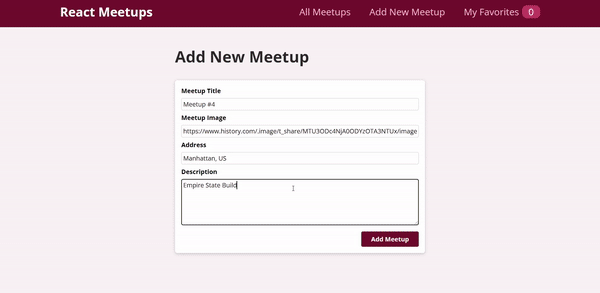 React Meetups
All Meetups
Add New Meetup
My Favorites 0
Add New Meetup
Meetup Title
Meetup #4
Meetup Image
https://www.history.com/.image/t_share/MTU3ODc4NjA0ODYzOTA3NTUx/image
Address
Manhattan, US
Description
Empire State Build
Add Meetup